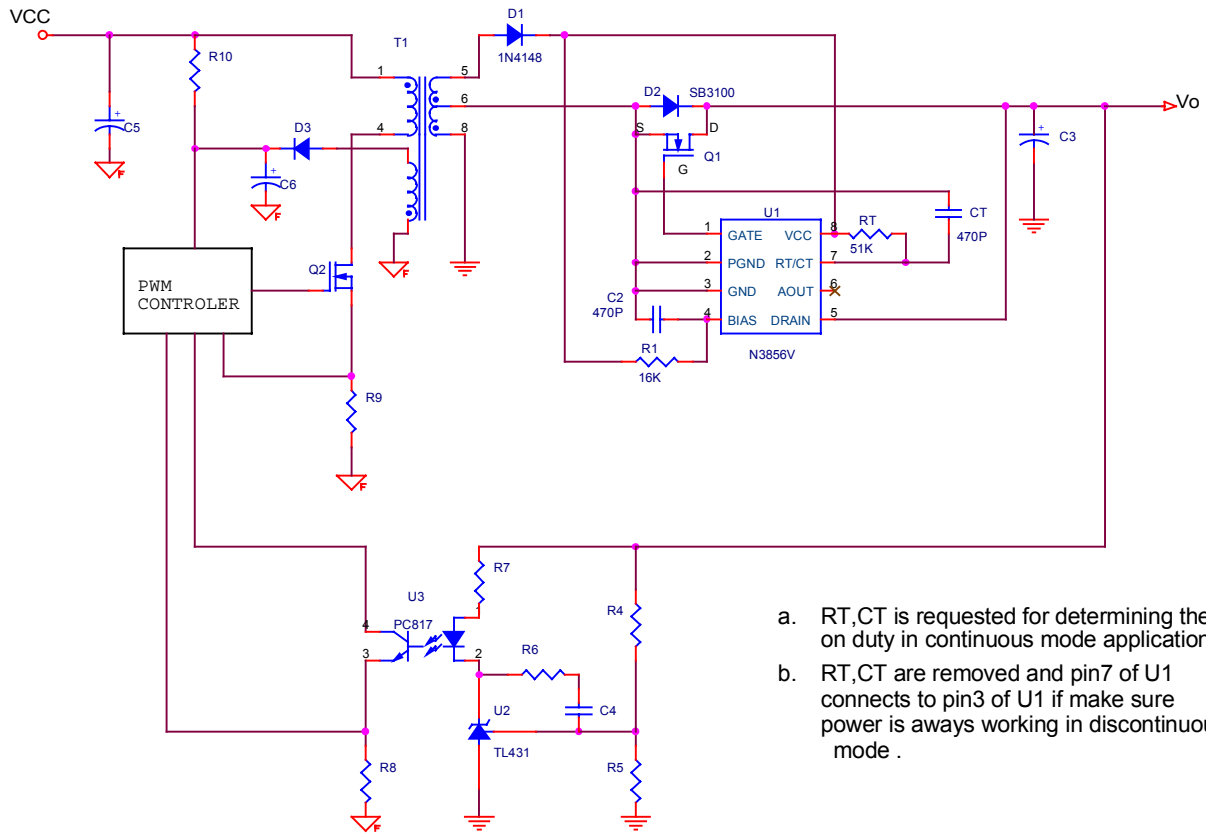 VCC
D1
T1
1N4148
R10
1
5
D2
SB3100
6
Vo
C5
D3
4
8
S
D
C3
Q1
G
C6
U1
CT
470P
1
GATE
VCC
8
RT
51K
2
PGND
RT/CT
7
Q2
3
GND
AOUT
6
C2
470P
4
BIAS
DRAIN
5
PWM
CONTROLER
R1
16K
N3856V
R9
F
F
F
F
F
R7
U3
PC817
4
3
1
2
R4
R6
C4
U2
TL431
R8
R5
a. RT,CT is requested for determining the
on duty in continuous mode application
b. RT,CT are removed and pin7 of U1
connects to pin3 of U1 if make sure
power is aways working in discontinuou
mode .